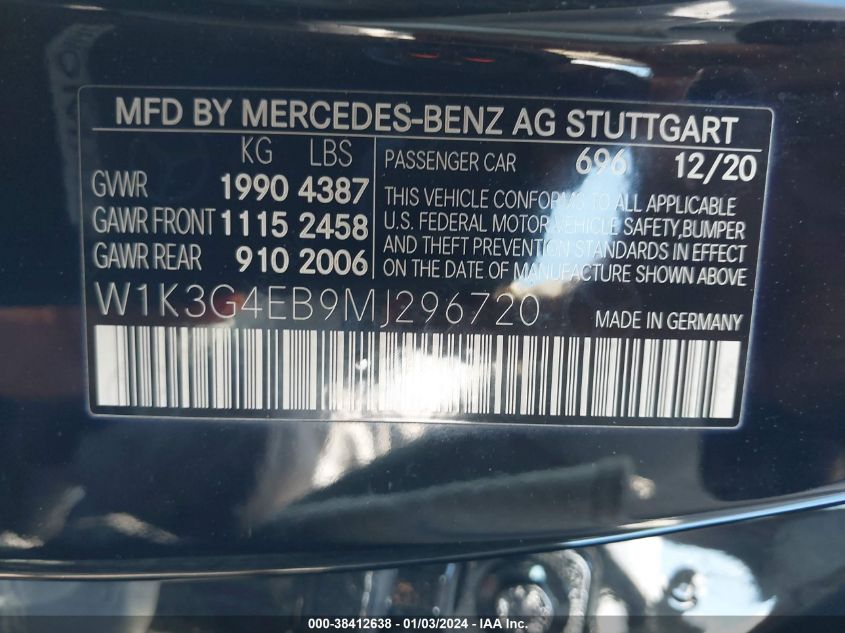 MFD BY MERCEDES-BENZ AG STUTTGART
KG LBS
GVWR 1990 4387
GAWR FRONT 1115 2458
GAWR REAR 910 2006
PASSENGER CAR 696 12/20
THIS VEHICLE CONFORMS TO ALL APPLICABLE
U.S. FEDERAL MOTOR VEHICLE SAFETY,BUMPER
AND THEFT PREVENTION STANDARDS IN EFFECT
ON THE DATE OF MANUFACTURE SHOWN ABOVE
W1K3G4EB9MJ296720 MADE IN GERMANY
000-38412638 - 01/03/2024 - IAA Inc.